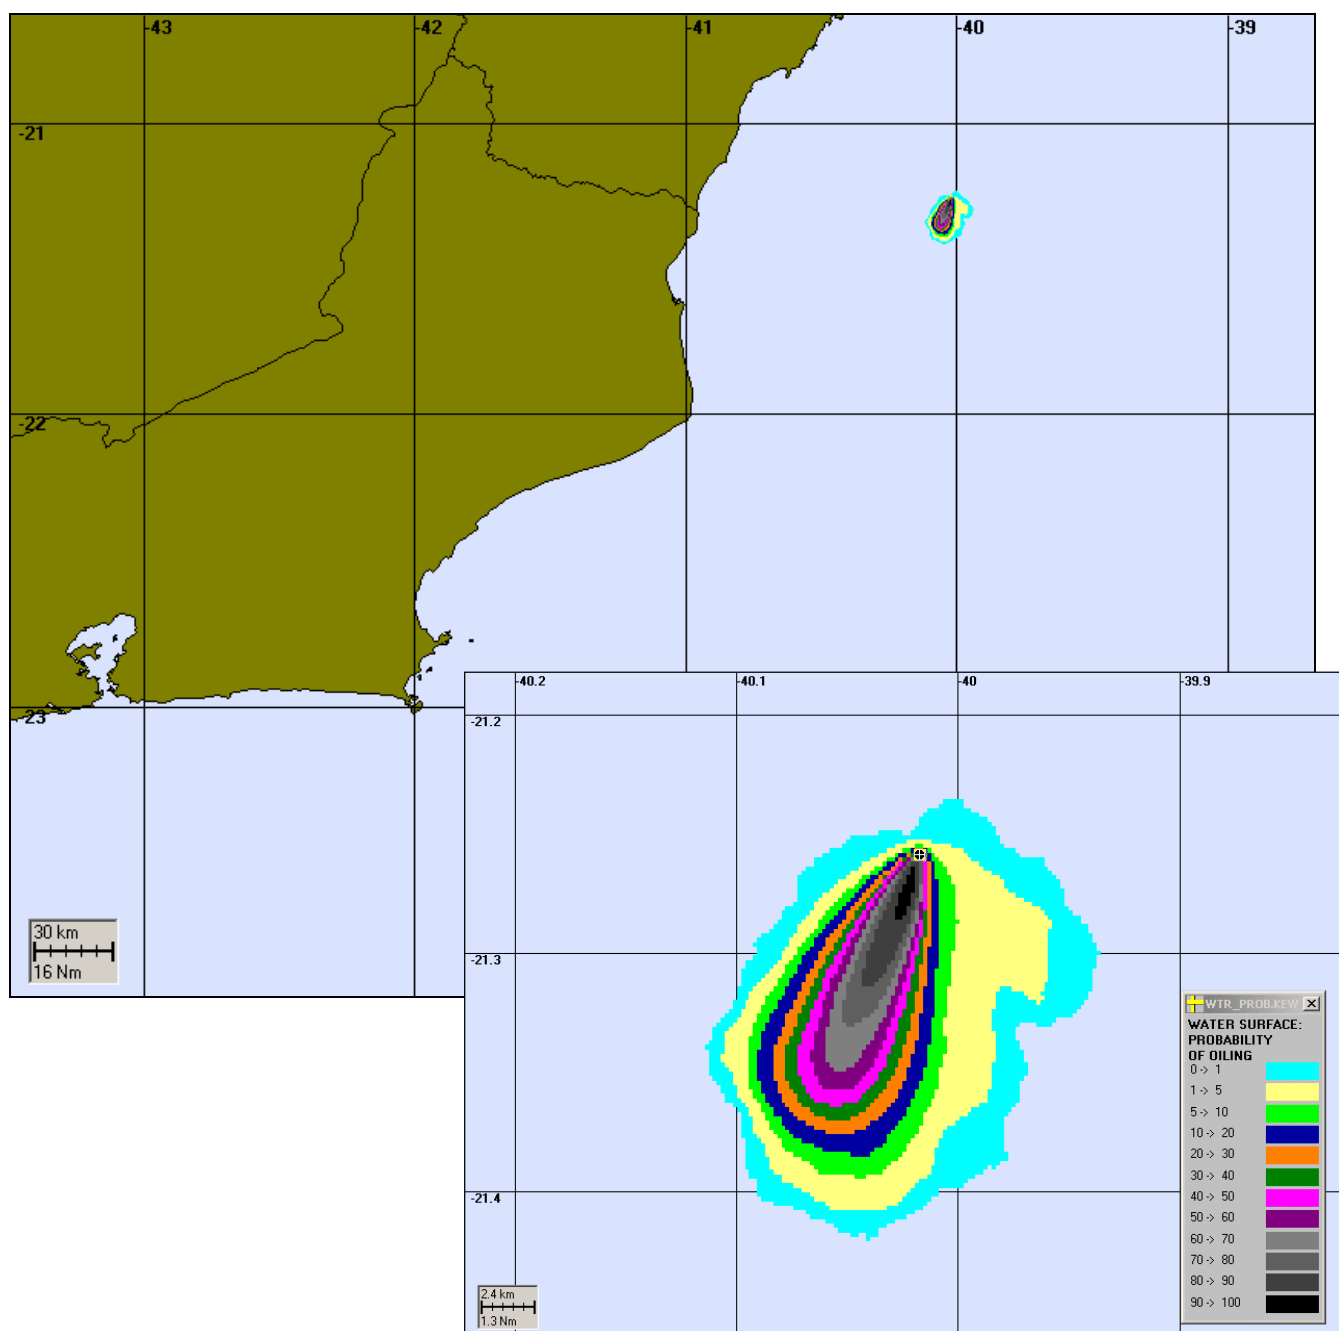 -43
-42
-41
-40
-39
-21
-22
-23
30 km
16 Nm
-40.2
-40.1
-40
-39.9
-21.2
-21.3
-21.4
2.4 km
1.3 Nm
WTR_PROB.KEW
WATER SURFACE:
PROBABILITY
OF OILING
0 -> 1
1 -> 5
5 -> 10
10 -> 20
20 -> 30
30 -> 40
40 -> 50
50 -> 60
60 -> 70
70 -> 80
80 -> 90
90 -> 100